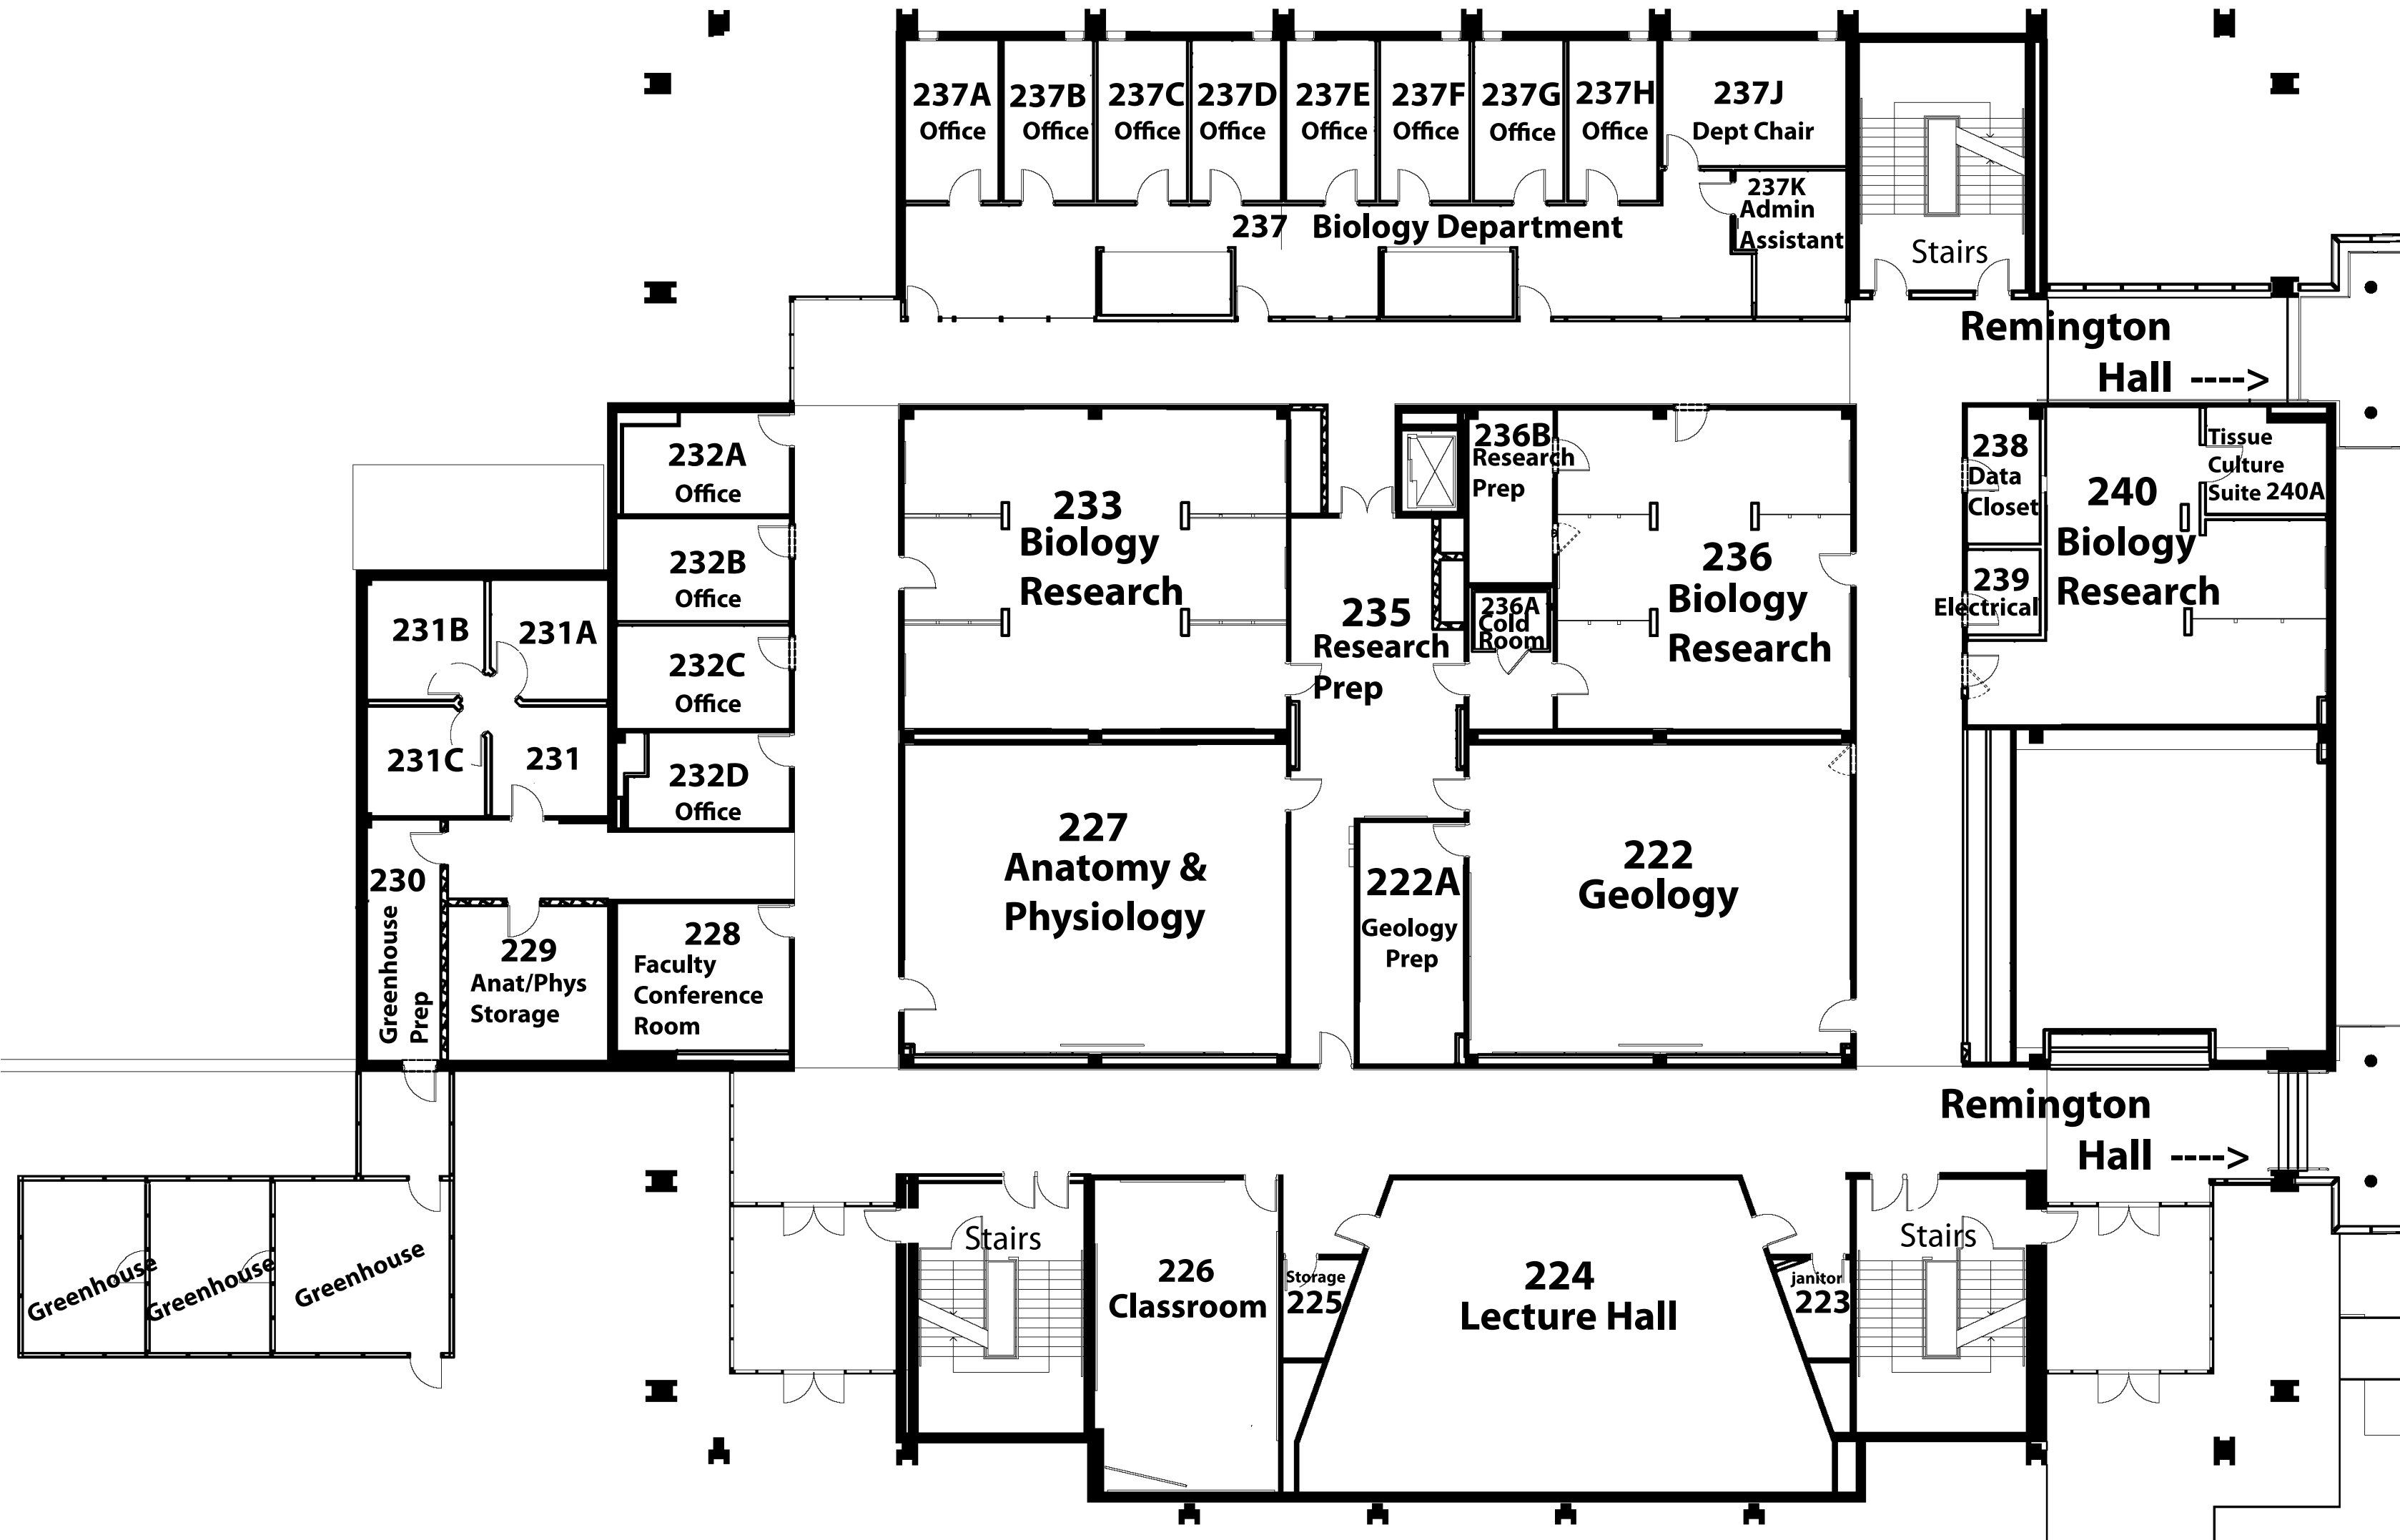 237A
Office
237B
Office
237C
Office
237D
Office
237E
Office
237F
Office
237G
Office
237H
Office
237J
Dept Chair
237K
Admin
Assistant
237 Biology Department
Stairs
Remington
Hall ---->
232A
Office
232B
Office
232C
Office
232D
Office
231B
231A
231C
231
233
Biology
Research
235
Research
Prep
236B
Research
Prep
236A
Cold
Room
236
Biology
Research
238
Data
Closet
239
Electrical
240
Biology
Research
Tissue
Culture
Suite 240A
230
Greenhouse
Prep
229
Anat/Phys
Storage
228
Faculty
Conference
Room
227
Anatomy &
Physiology
222A
Geology
Prep
222
Geology
Remington
Hall ---->
Greenhouse
Greenhouse
Greenhouse
Stairs
226
Classroom
Storage
225
224
Lecture Hall
janitor
223
Stairs